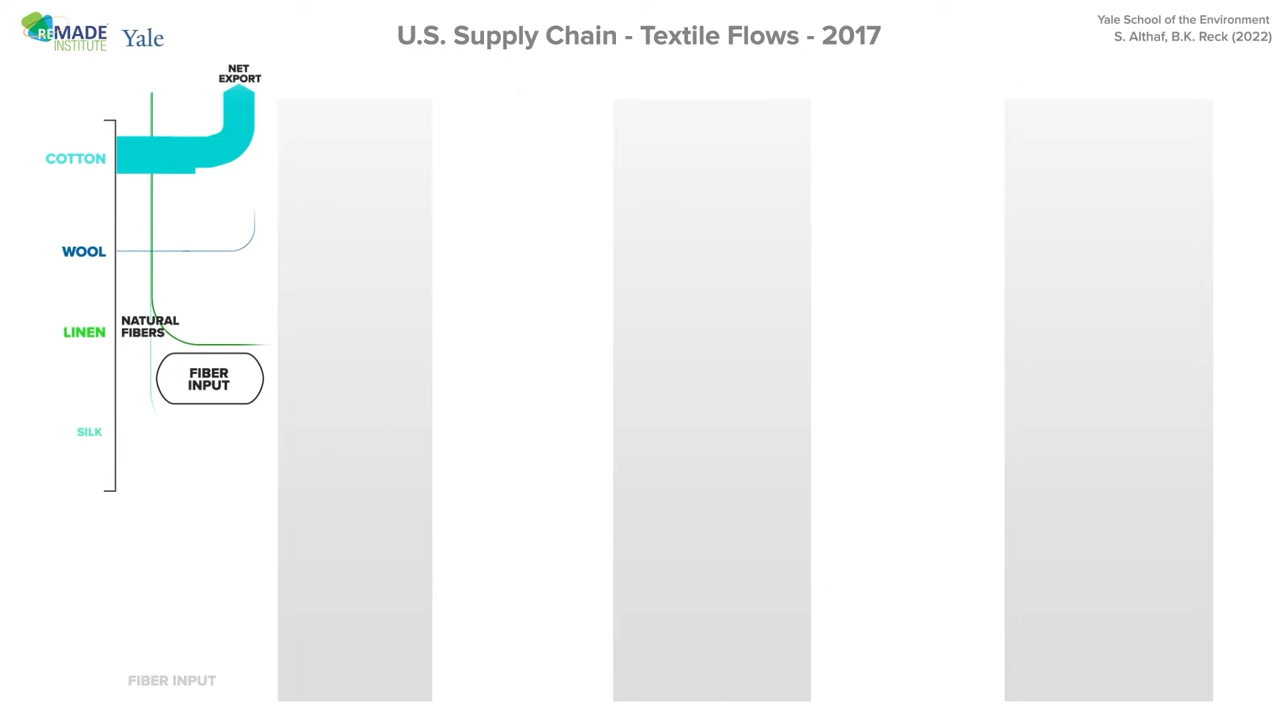 REMADE
INSTITUTE
Yale
U.S. Supply Chain - Textile Flows - 2017
Yale School of the Environment
S. Althaf, B.K. Reck (2022)
NET
EXPORT
COTTON
WOOL
LINEN
NATURAL
FIBERS
FIBER
INPUT
SILK
FIBER INPUT